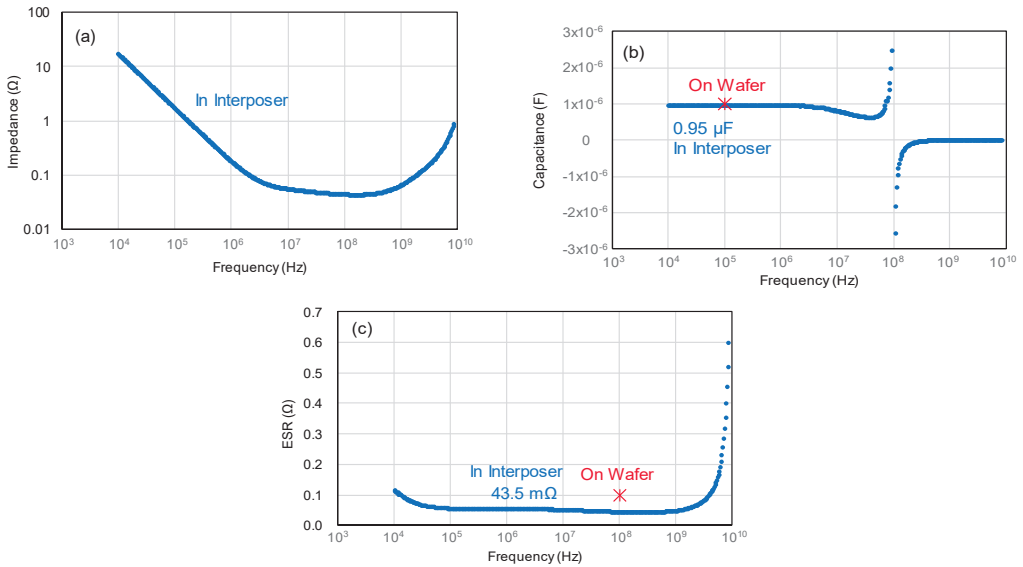 (a)
Impedance (Ω)
100
10
1
0.1
0.01
In Interposer
10³ 10⁴ 10⁵ 10⁶ 10⁷ 10⁸ 10⁹ 10¹⁰
Frequency (Hz)
(b)
Capacitance (F)
3x10⁻⁶
2x10⁻⁶
1x10⁻⁶
0
-1x10⁻⁶
-2x10⁻⁶
-3x10⁻⁶
On Wafer
0.95 µF
In Interposer
10³ 10⁴ 10⁵ 10⁶ 10⁷ 10⁸ 10⁹ 10¹⁰
Frequency (Hz)
(c)
ESR (Ω)
0.7
0.6
0.5
0.4
0.3
0.2
0.1
0.0
In Interposer
43.5 mΩ
On Wafer
10³ 10⁴ 10⁵ 10⁶ 10⁷ 10⁸ 10⁹ 10¹⁰
Frequency (Hz)